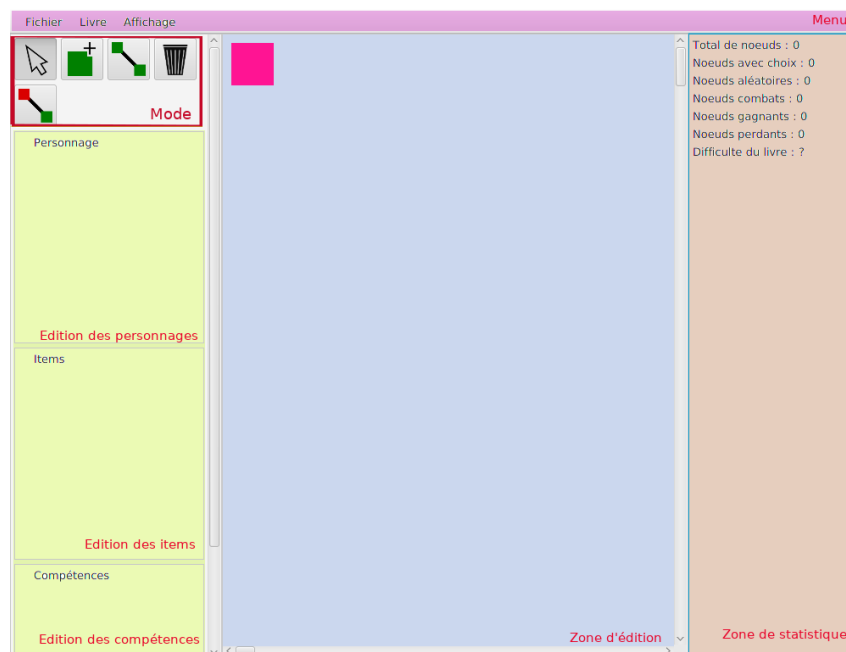 Fichier Livre Affichage Menu
Mode
Personnage
Edition des personnages
Items
Edition des items
Compétences
Edition des compétences
Zone d'édition
Total de noeuds : 0
Noeuds avec choix : 0
Noeuds aléatoires : 0
Noeuds combats : 0
Noeuds gagnants : 0
Noeuds perdants : 0
Difficulte du livre : ?
Zone de statistique